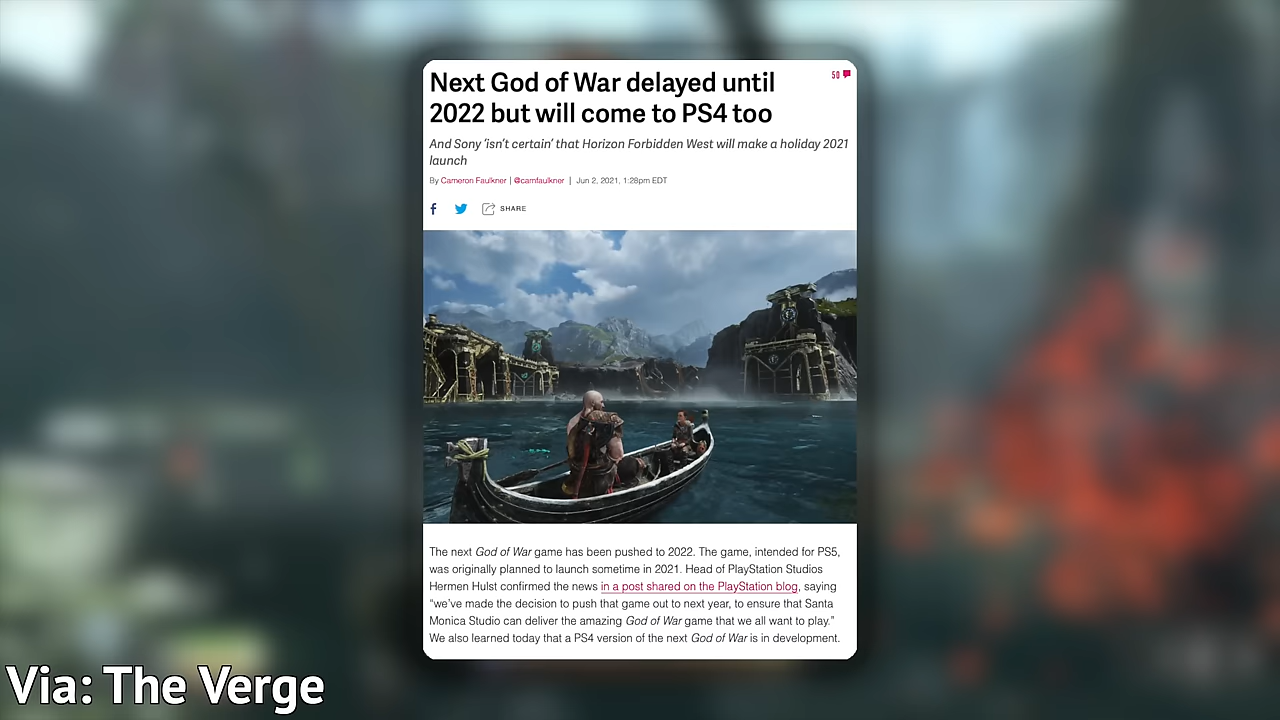 Next God of War delayed until
50
2022 but will come to PS4 too
And Sony ‘isn’t certain’ that Horizon Forbidden West will make a holiday 2021
launch
By Cameron Faulkner | @camfaulkner | Jun 2, 2021, 1:28pm EDT
SHARE
The next God of War game has been pushed to 2022. The game, intended for PS5,
was originally planned to launch sometime in 2021. Head of PlayStation Studios
Hermen Hulst confirmed the news in a post shared on the PlayStation blog, saying
“we’ve made the decision to push that game out to next year, to ensure that Santa
Monica Studio can deliver the amazing God of War game that we all want to play.”
We also learned today that a PS4 version of the next God of War is in development.
Via: The Verge